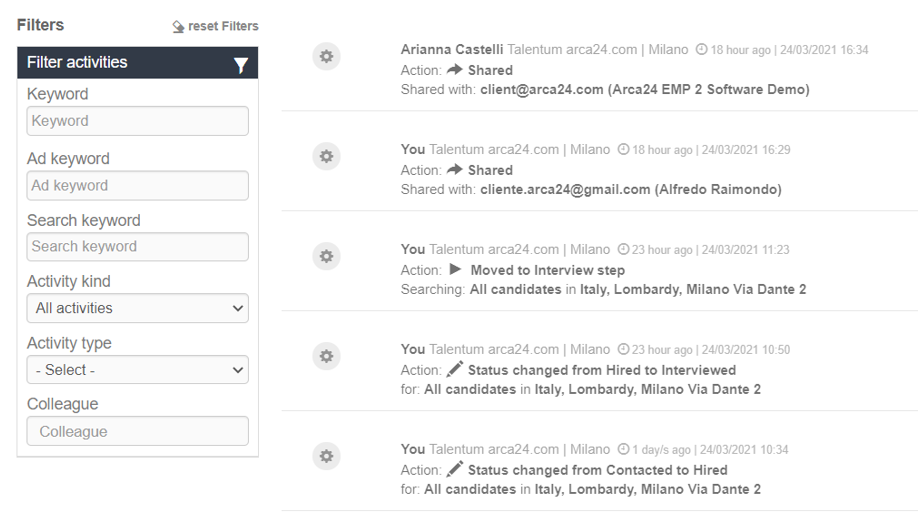 Filters
reset Filters
Filter activities
Keyword
Keyword
Ad keyword
Ad keyword
Search keyword
Search keyword
Activity kind
All activities
Activity type
- Select -
Colleague
Colleague
Arianna Castelli Talentum arca24.com | Milano 18 hour ago | 24/03/2021 16:34
Action: Shared
Shared with: client@arca24.com (Arca24 EMP 2 Software Demo)
You Talentum arca24.com | Milano 18 hour ago | 24/03/2021 16:29
Action: Shared
Shared with: cliente.arca24@gmail.com (Alfredo Raimondo)
You Talentum arca24.com | Milano 23 hour ago | 24/03/2021 11:23
Action: Moved to Interview step
Searching: All candidates in Italy, Lombardy, Milano Via Dante 2
You Talentum arca24.com | Milano 23 hour ago | 24/03/2021 10:50
Action: Status changed from Hired to Interviewed
for: All candidates in Italy, Lombardy, Milano Via Dante 2
You Talentum arca24.com | Milano 1 day/s ago | 24/03/2021 10:34
Action: Status changed from Contacted to Hired
for: All candidates in Italy, Lombardy, Milano Via Dante 2